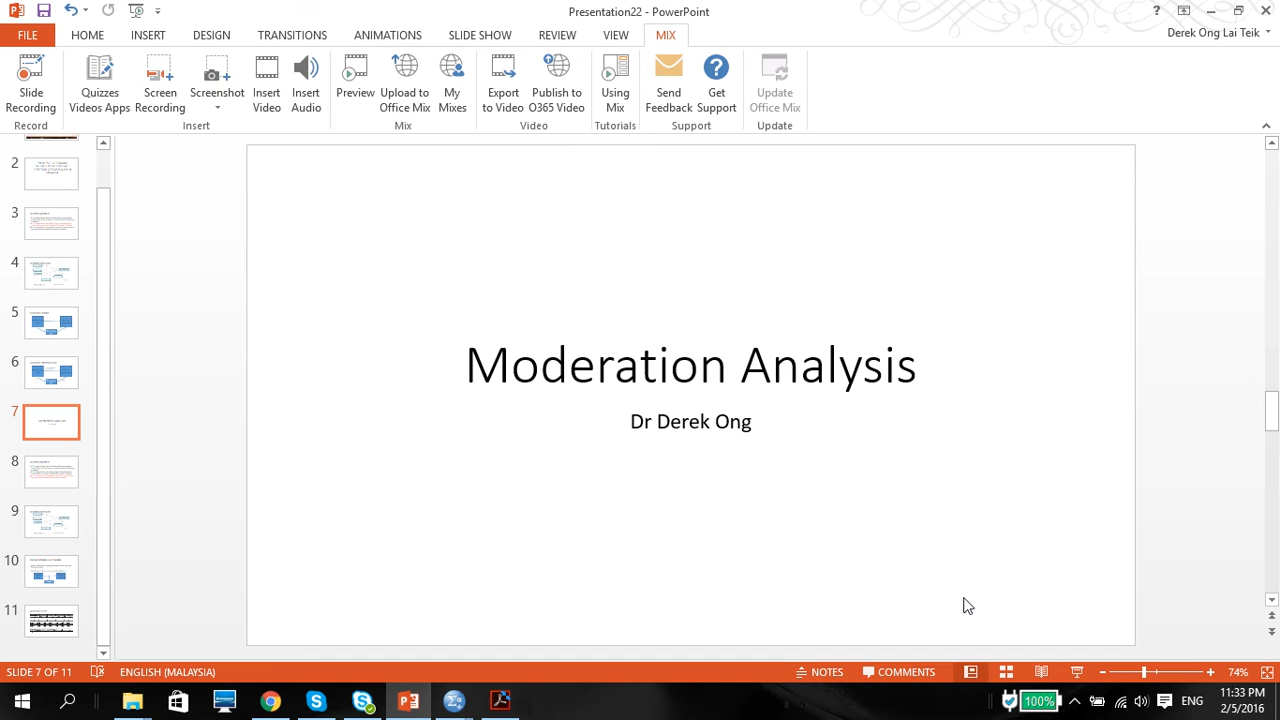 Presentation22 - PowerPoint
?
FILE HOME INSERT DESIGN TRANSITIONS ANIMATIONS SLIDE SHOW REVIEW VIEW MIX
Derek Ong Lai Teik
Slide Recording
Quizzes Videos Apps
Screen Recording
Screenshot
Insert Video
Insert Audio
Preview
Upload to Office Mix
My Mixes
Export to Video
Publish to O365 Video
Using Mix
Send Feedback
Get Support
Update Office Mix
Record Insert Mix Video Tutorials Support Update
2
3
4
5
6
7
8
9
10
11
Moderation Analysis
Dr Derek Ong
SLIDE 7 OF 11 ENGLISH (MALAYSIA) NOTES COMMENTS 74%
100% ENG 11:33 PM
2/5/2016